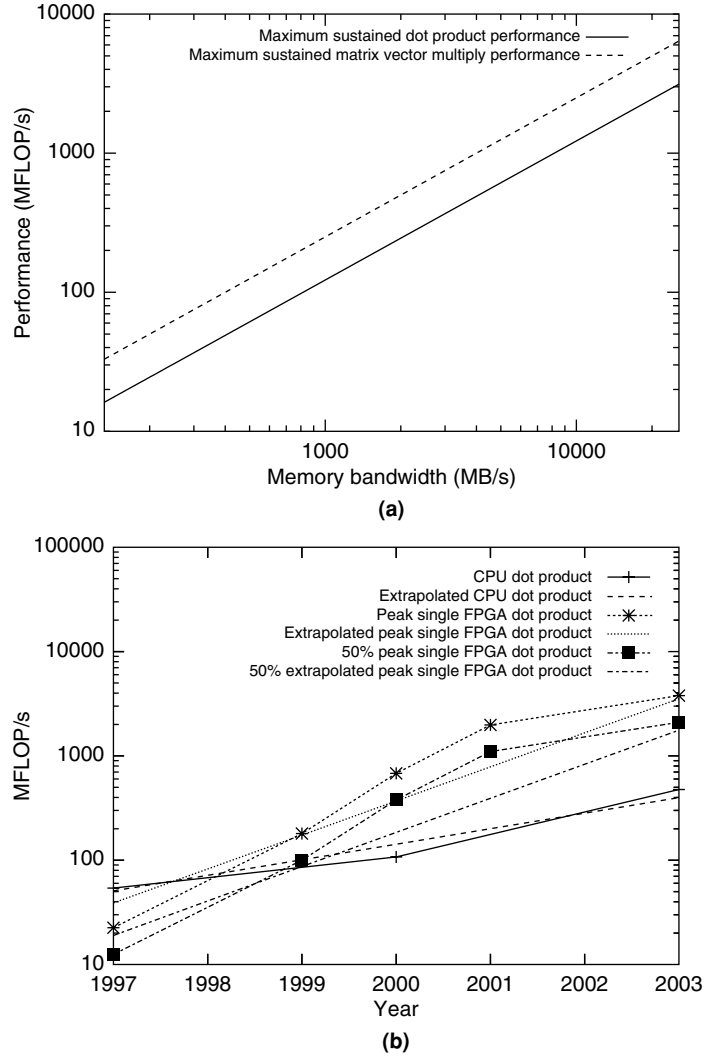 10000
1000
100
10
Performance (MFLOP/s)
Maximum sustained dot product performance
Maximum sustained matrix vector multiply performance
1000
10000
Memory bandwidth (MB/s)
(a)
100000
10000
1000
100
10
MFLOP/s
CPU dot product
Extrapolated CPU dot product
Peak single FPGA dot product
Extrapolated peak single FPGA dot product
50% peak single FPGA dot product
50% extrapolated peak single FPGA dot product
1997 1998 1999 2000 2001 2002 2003
Year
(b)